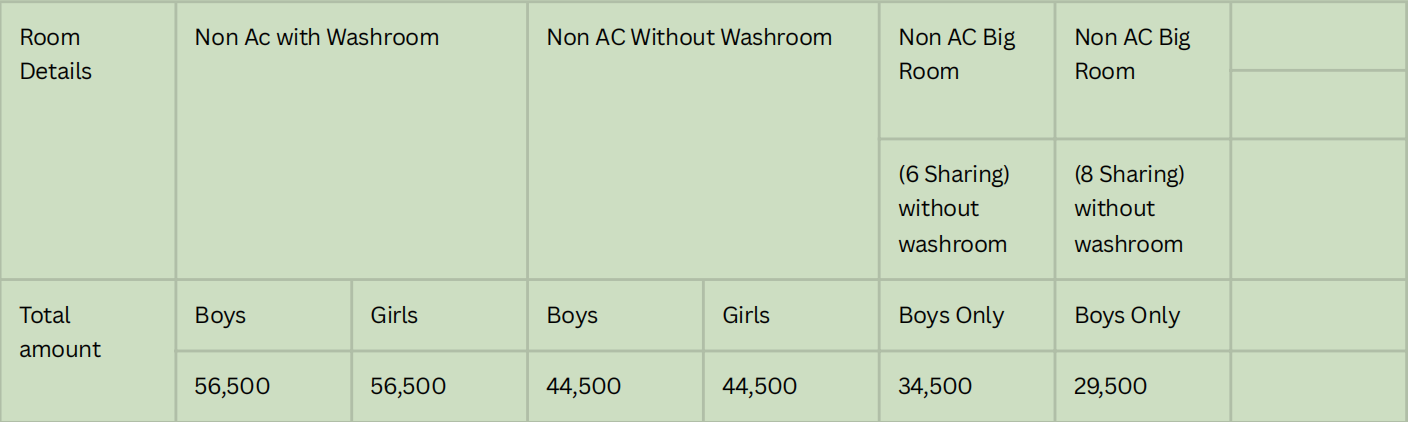 Room
Details
Non Ac with Washroom
Non AC Without Washroom
Non AC Big
Room
Non AC Big
Room
(6 Sharing)
without
washroom
(8 Sharing)
without
washroom
Total
amount
Boys
Girls
Boys
Girls
Boys Only
Boys Only
56,500
56,500
44,500
44,500
34,500
29,500